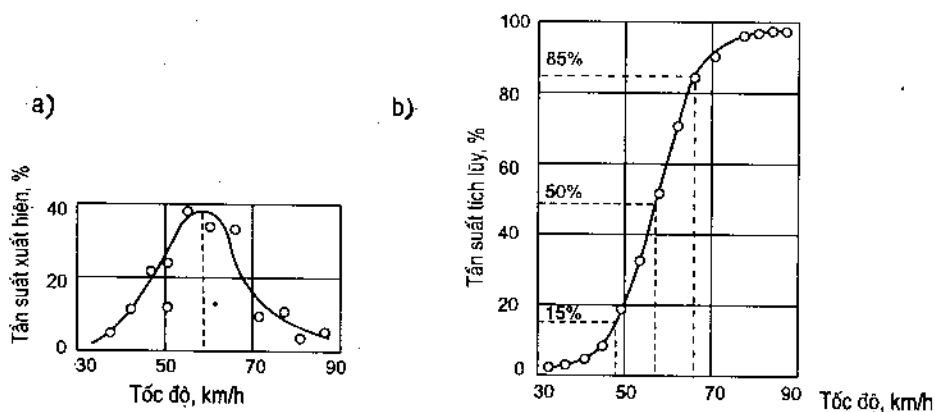 a)
Tần suất xuất hiện, %
40
20
0
30 50 70 90
Tốc độ, km/h
b)
Tần suất tích lũy, %
100
80
60
40
20
0
85%
50%
15%
30 50 70 90
Tốc độ, km/h